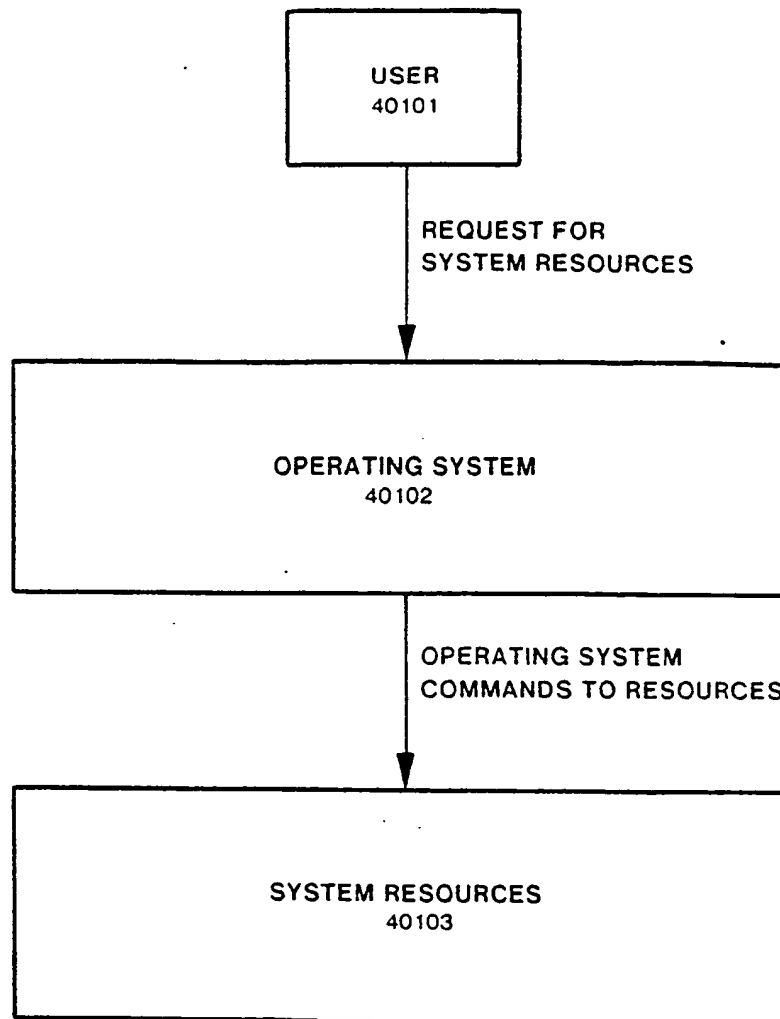 USER
40101
REQUEST FOR
SYSTEM RESOURCES
OPERATING SYSTEM
40102
OPERATING SYSTEM
COMMANDS TO RESOURCES
SYSTEM RESOURCES
40103